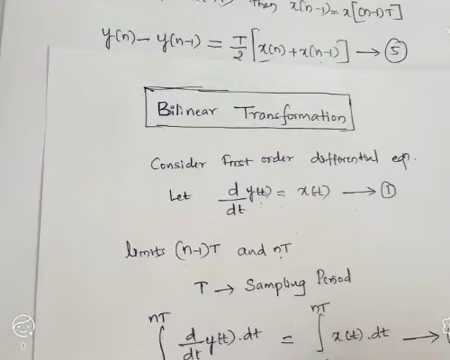 Then x(n-1)=x[(n-1)T]
y(n)-y(n-1) = T/2 [x(n)+x(n-1)] → ⑤
Bilinear Transformation
Consider First order differential eqn.
Let d/dt y(t) = x(t) → ①
limits (n-1)T and nT
T → Sampling Period
∫^nT d/dt y(t).dt = ∫^nT x(t).dt →